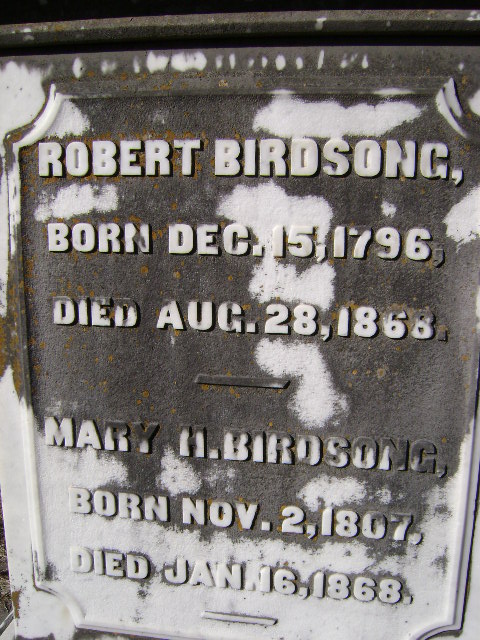 ROBERT BIRDSONG,
BORN DEC. 15, 1796,
DIED AUG. 28, 1868.
MARY H. BIRDSONG,
BORN NOV. 2, 1807,
DIED JAN. 16, 1868.